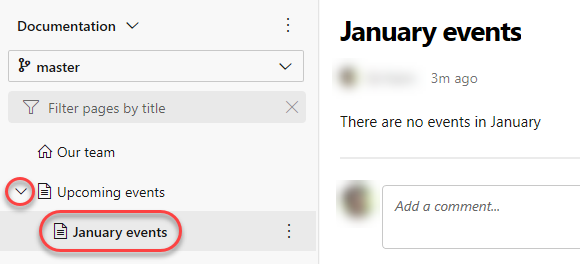 Documentation
master
Filter pages by title
Our team
Upcoming events
January events
January events
3m ago
There are no events in January
Add a comment...